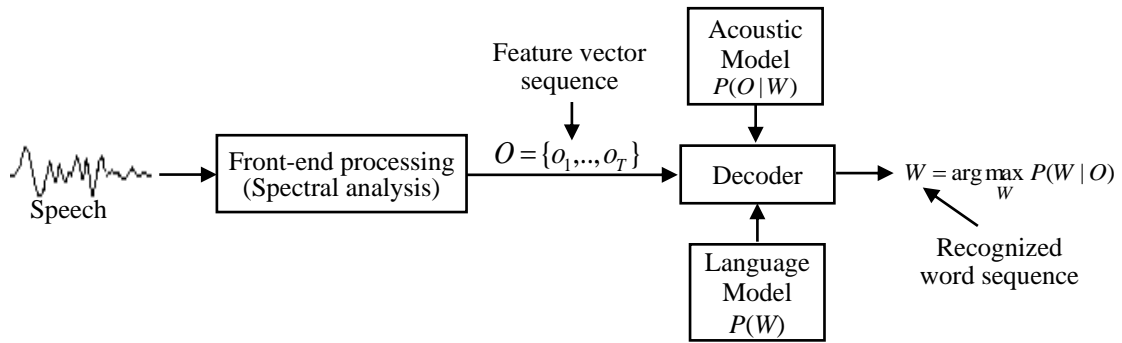 Speech
Front-end processing
(Spectral analysis)
Feature vector
sequence
O = {o₁,..,o_T}
Acoustic
Model
P(O | W)
Decoder
Language
Model
P(W)
W = arg max P(W | O)
W
Recognized
word sequence